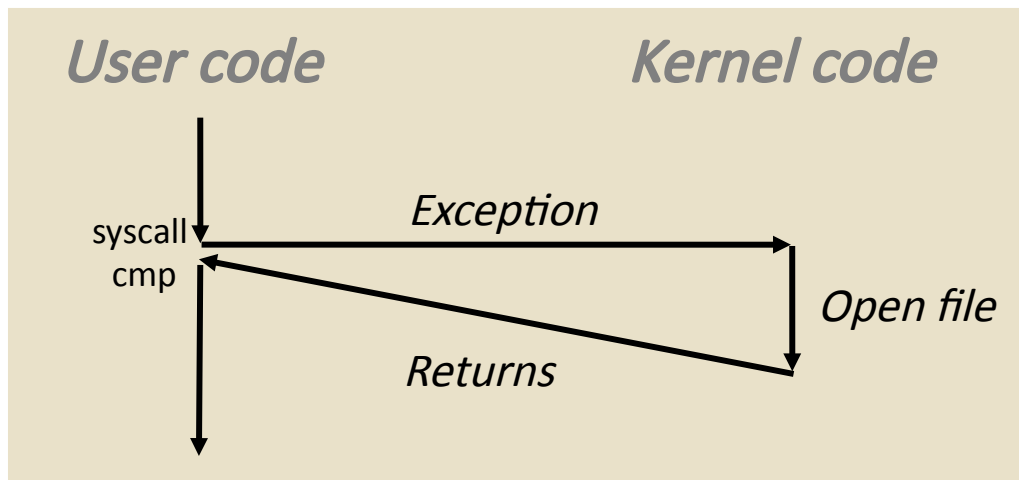 User code
Kernel code
Exception
syscall
cmp
Open file
Returns